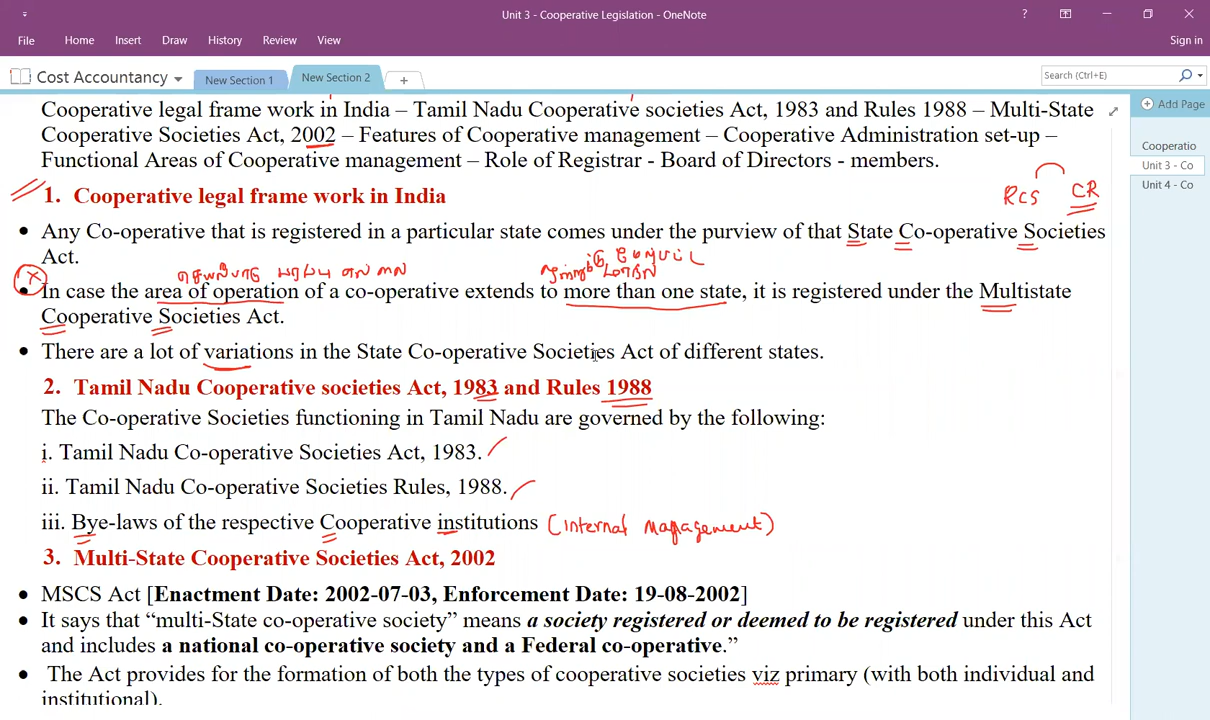 Unit 3 - Cooperative Legislation - OneNote
File Home Insert Draw History Review View Sign in
Cost Accountancy New Section 1 New Section 2 + Search (Ctrl+E)
Add Page
Cooperatio
Unit 3 - Co
Unit 4 - Co
Cooperative legal frame work in India – Tamil Nadu Cooperative societies Act, 1983 and Rules 1988 – Multi-State
Cooperative Societies Act, 2002 – Features of Cooperative management – Cooperative Administration set-up –
Functional Areas of Cooperative management – Role of Registrar - Board of Directors - members.
1. Cooperative legal frame work in India
RCS CR
• Any Co-operative that is registered in a particular state comes under the purview of that State Co-operative Societies
Act.
• In case the area of operation of a co-operative extends to more than one state, it is registered under the Multistate
Cooperative Societies Act.
• There are a lot of variations in the State Co-operative Societies Act of different states.
2. Tamil Nadu Cooperative societies Act, 1983 and Rules 1988
The Co-operative Societies functioning in Tamil Nadu are governed by the following:
i. Tamil Nadu Co-operative Societies Act, 1983.
ii. Tamil Nadu Co-operative Societies Rules, 1988.
iii. Bye-laws of the respective Cooperative institutions (Internal Management)
3. Multi-State Cooperative Societies Act, 2002
• MSCS Act [Enactment Date: 2002-07-03, Enforcement Date: 19-08-2002]
• It says that “multi-State co-operative society” means a society registered or deemed to be registered under this Act
and includes a national co-operative society and a Federal co-operative.”
• The Act provides for the formation of both the types of cooperative societies viz primary (with both individual and
institutional).